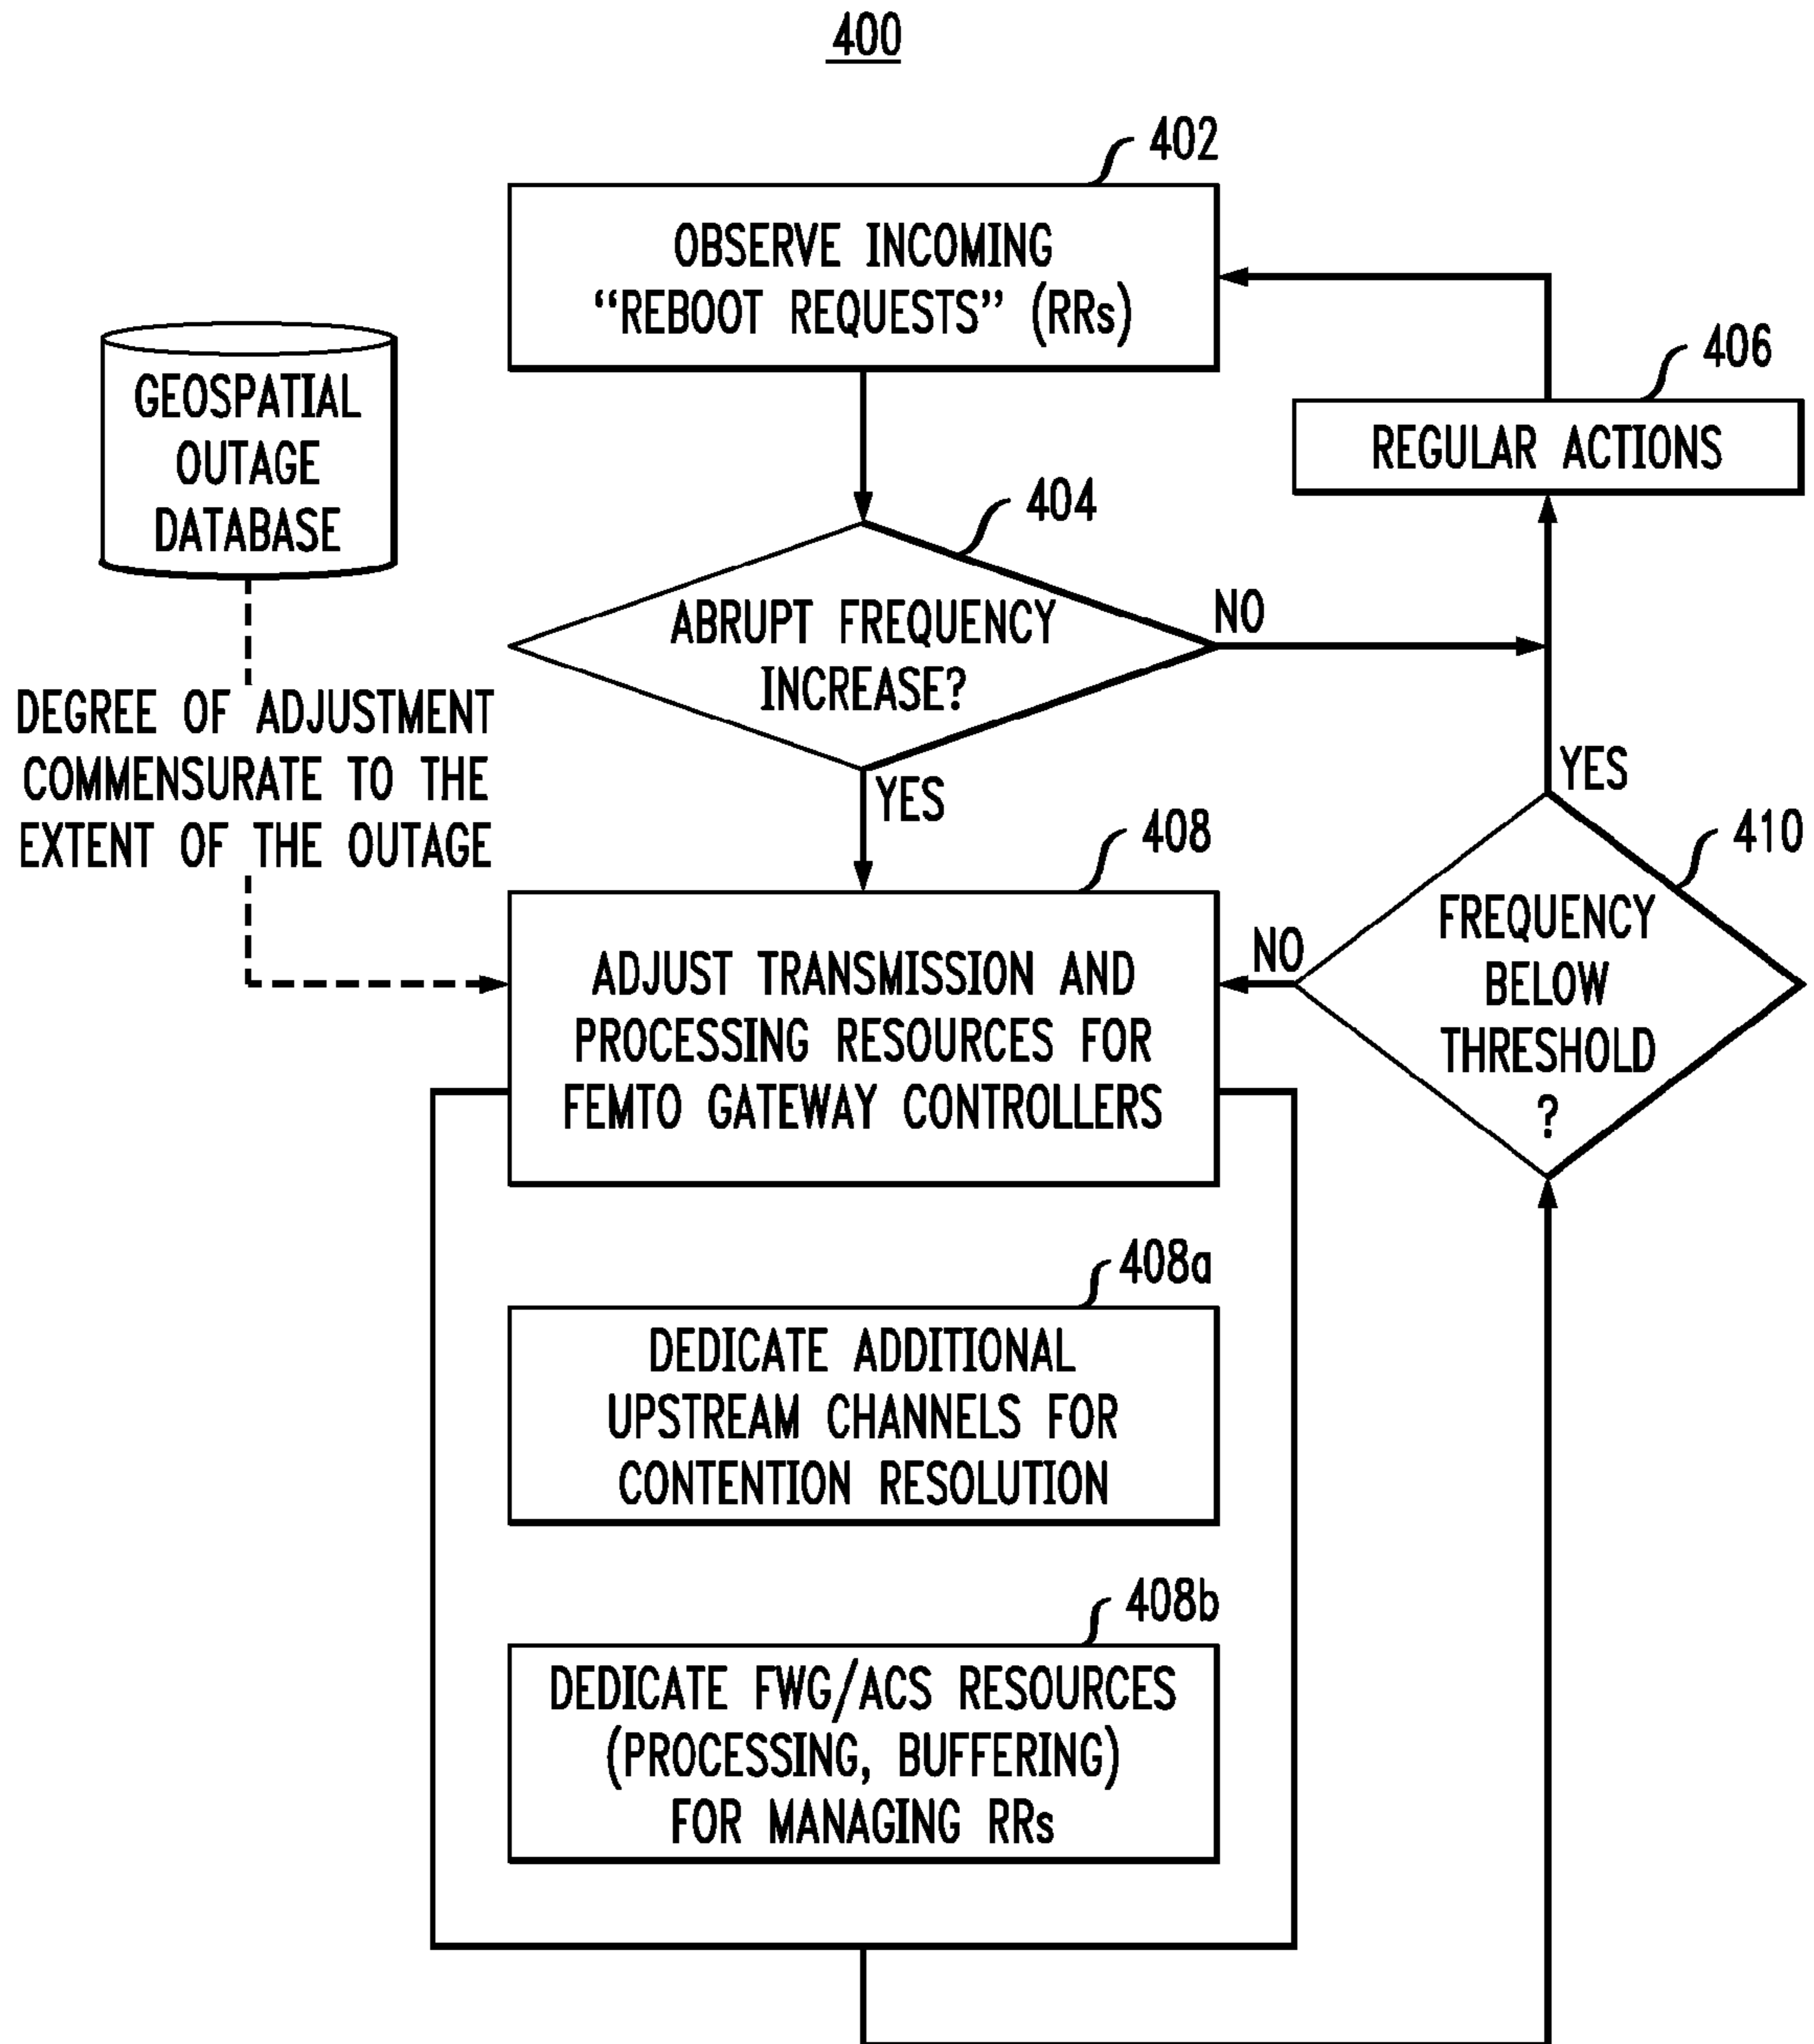 400
402
OBSERVE INCOMING
“REBOOT REQUESTS” (RRs)
GEOSPATIAL
OUTAGE
DATABASE
406
REGULAR ACTIONS
404
ABRUPT FREQUENCY
INCREASE?
NO
YES
DEGREE OF ADJUSTMENT
COMMENSURATE TO THE
EXTENT OF THE OUTAGE
408
ADJUST TRANSMISSION AND
PROCESSING RESOURCES FOR
FEMTO GATEWAY CONTROLLERS
NO
YES
410
FREQUENCY
BELOW
THRESHOLD
?
408a
DEDICATE ADDITIONAL
UPSTREAM CHANNELS FOR
CONTENTION RESOLUTION
408b
DEDICATE FWG/ACS RESOURCES
(PROCESSING, BUFFERING)
FOR MANAGING RRs